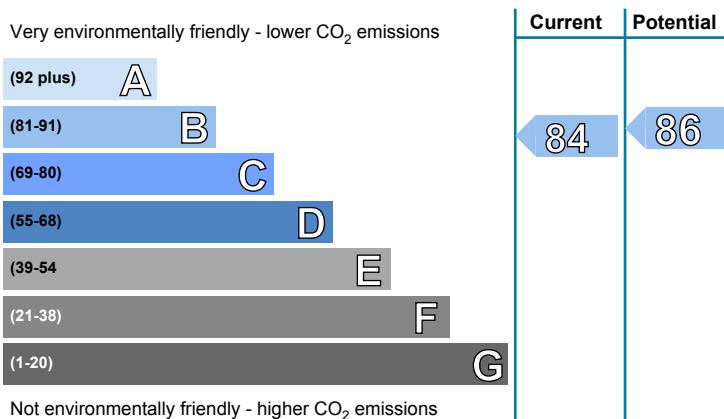 Current Potential
Very environmentally friendly - lower CO2 emissions
(92 plus) A
(81-91) B
84 86
(69-80) C
(55-68) D
(39-54 E
(21-38) F
(1-20) G
Not environmentally friendly - higher CO2 emissions